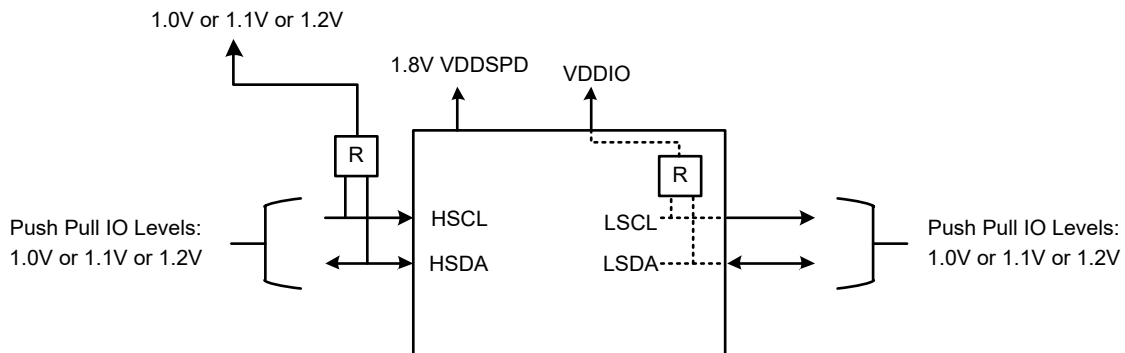 1.0V or 1.1V or 1.2V
1.8V VDDSPD
VDDIO
R
R
HSCL
LSCL
HSDA
LSDA
Push Pull IO Levels:
1.0V or 1.1V or 1.2V
Push Pull IO Levels:
1.0V or 1.1V or 1.2V